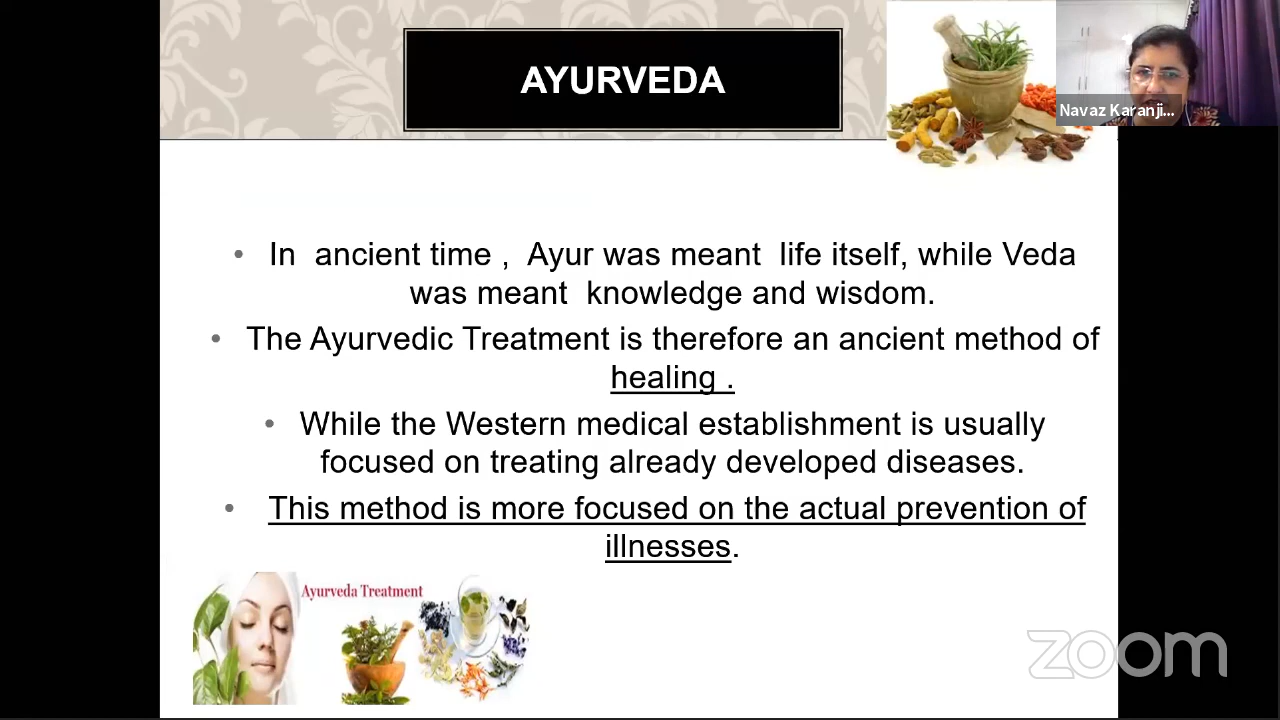 AYURVEDA
Navaz Karanji...
• In ancient time , Ayur was meant life itself, while Veda
was meant knowledge and wisdom.
• The Ayurvedic Treatment is therefore an ancient method of
healing .
• While the Western medical establishment is usually
focused on treating already developed diseases.
• This method is more focused on the actual prevention of
illnesses.
Ayurveda Treatment
zoom